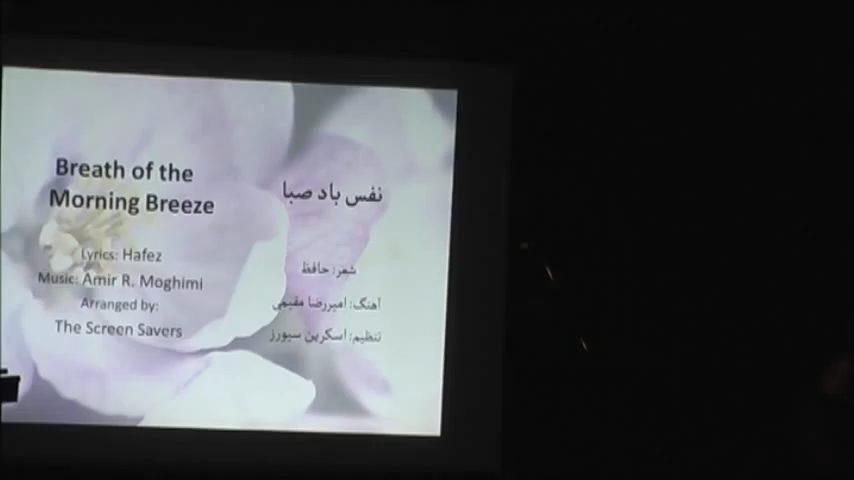 Breath of the
Morning Breeze
Lyrics: Hafez
Music: Amir R. Moghimi
Arranged by:
The Screen Savers
نفس باد صبا
شعر: حافظ
آهنگ: امیررضا مقیمی
تنظیم: اسکرین سیورز